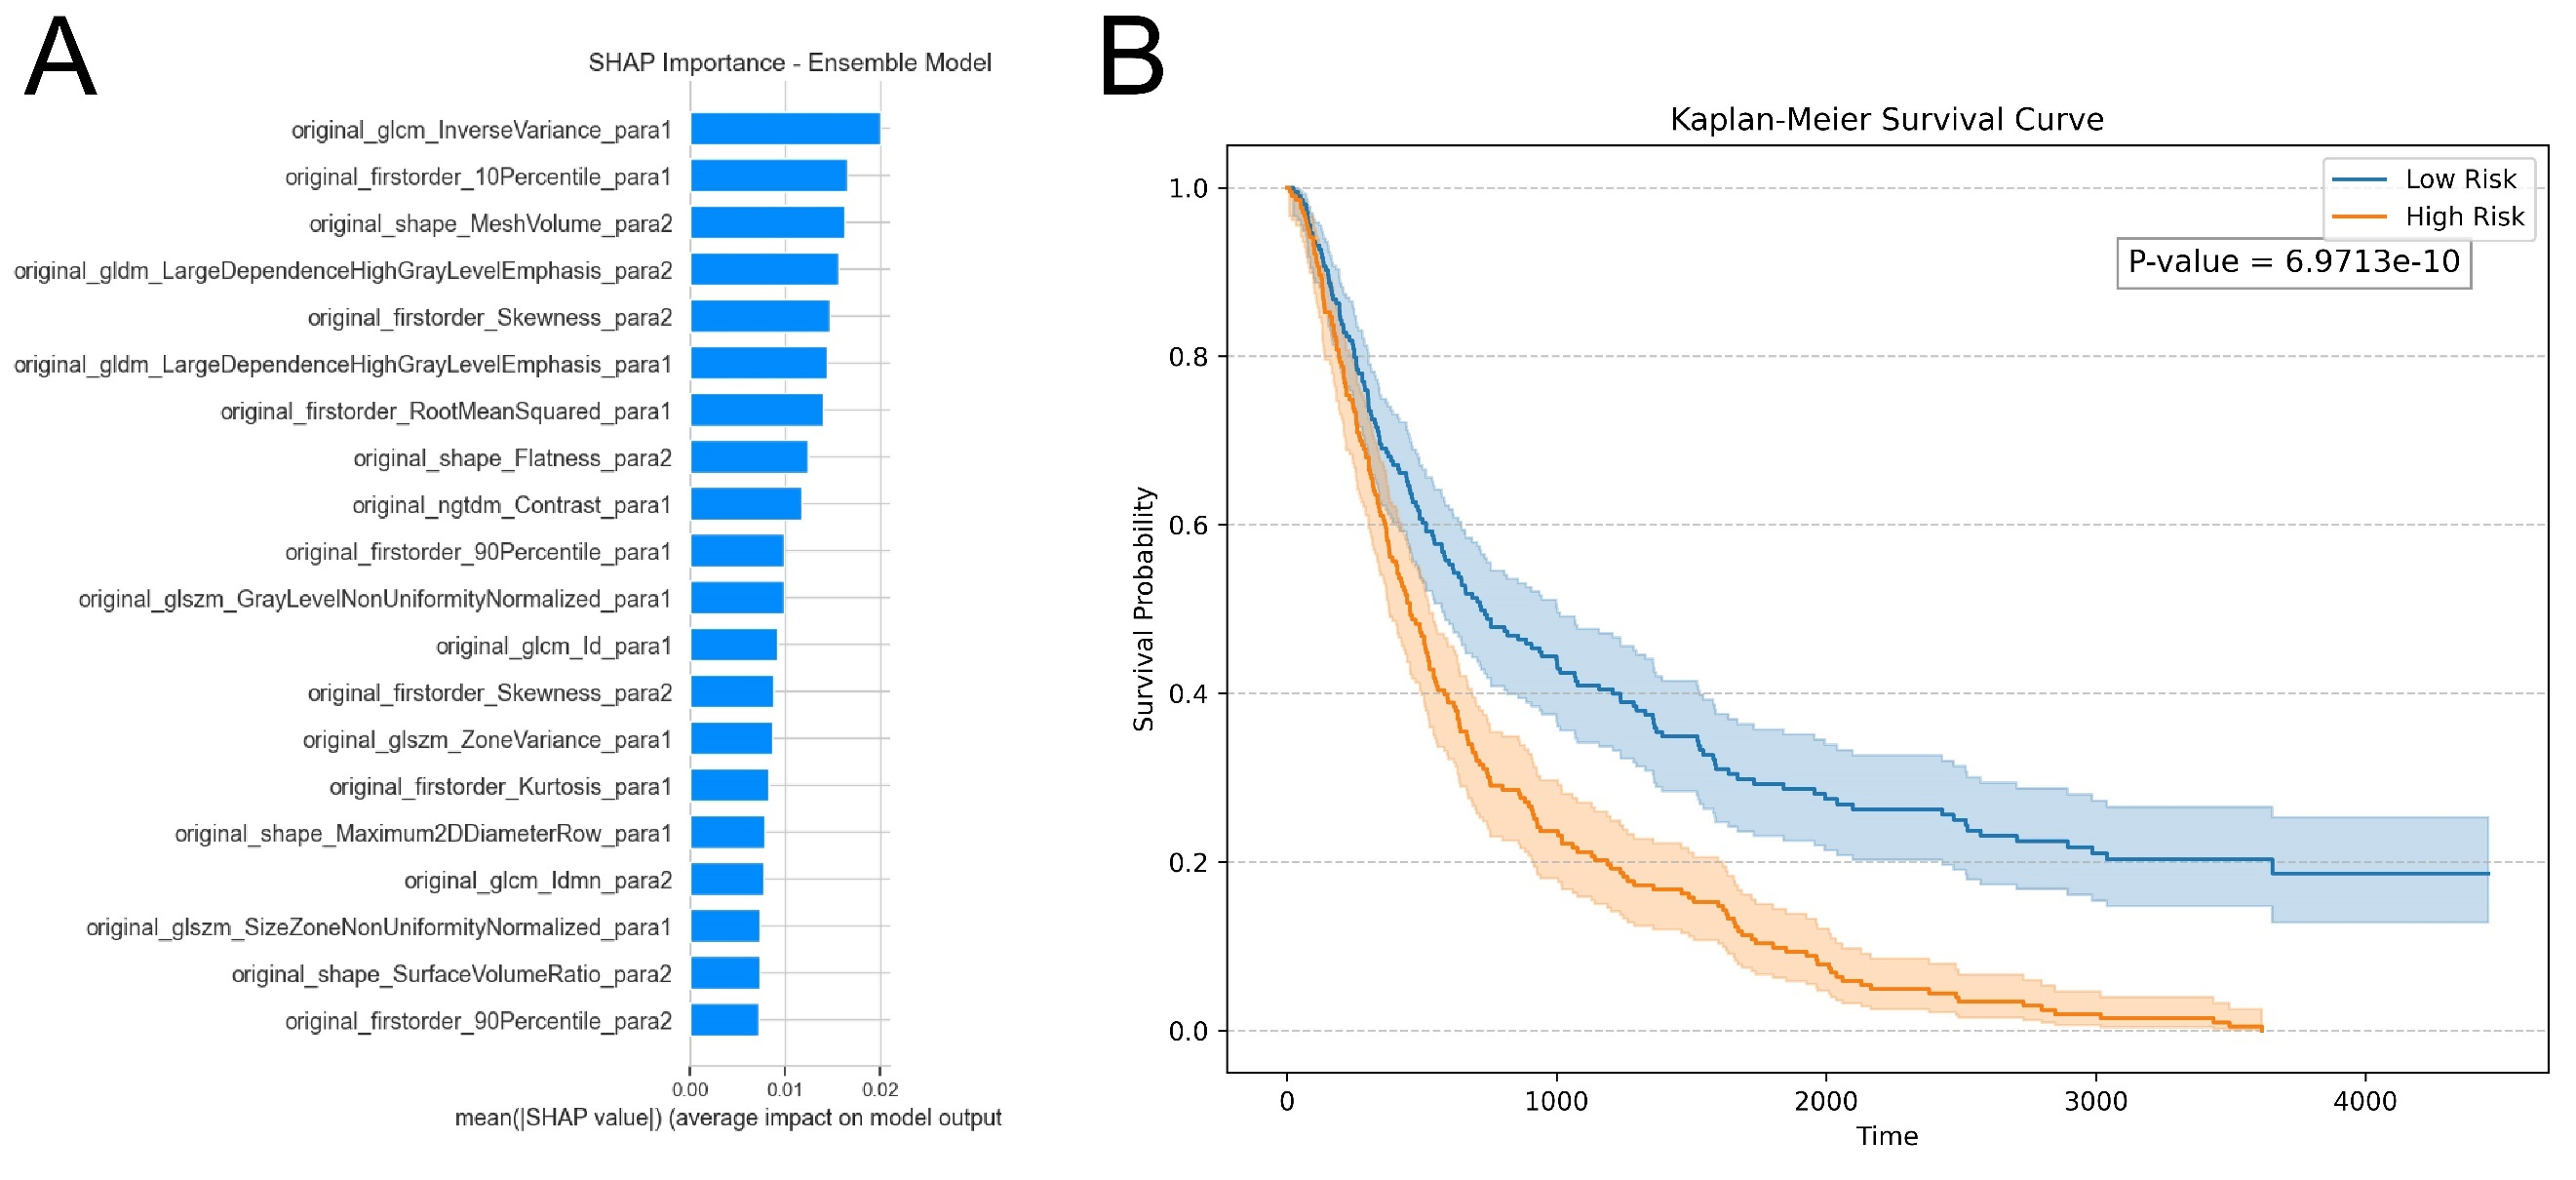 A
SHAP Importance - Ensemble Model
original_glcm_InverseVariance_para1
original_firstorder_10Percentile_para1
original_shape_MeshVolume_para2
original_gldm_LargeDependenceHighGrayLevelEmphasis_para2
original_firstorder_Skewness_para2
original_gldm_LargeDependenceHighGrayLevelEmphasis_para1
original_firstorder_RootMeanSquared_para1
original_shape_Flatness_para2
original_ngtdm_Contrast_para1
original_firstorder_90Percentile_para1
original_glszm_GrayLevelNonUniformityNormalized_para1
original_glcm_Id_para1
original_firstorder_Skewness_para2
original_glszm_ZoneVariance_para1
original_firstorder_Kurtosis_para1
original_shape_Maximum2DDiameterRow_para1
original_glcm_Idmn_para2
original_glszm_SizeZoneNonUniformityNormalized_para1
original_shape_SurfaceVolumeRatio_para2
original_firstorder_90Percentile_para2
0.00 0.01 0.02
mean(|SHAP value|) (average impact on model output
B
Kaplan-Meier Survival Curve
Low Risk
High Risk
P-value = 6.9713e-10
Survival Probability
1.0
0.8
0.6
0.4
0.2
0.0
0 1000 2000 3000 4000
Time